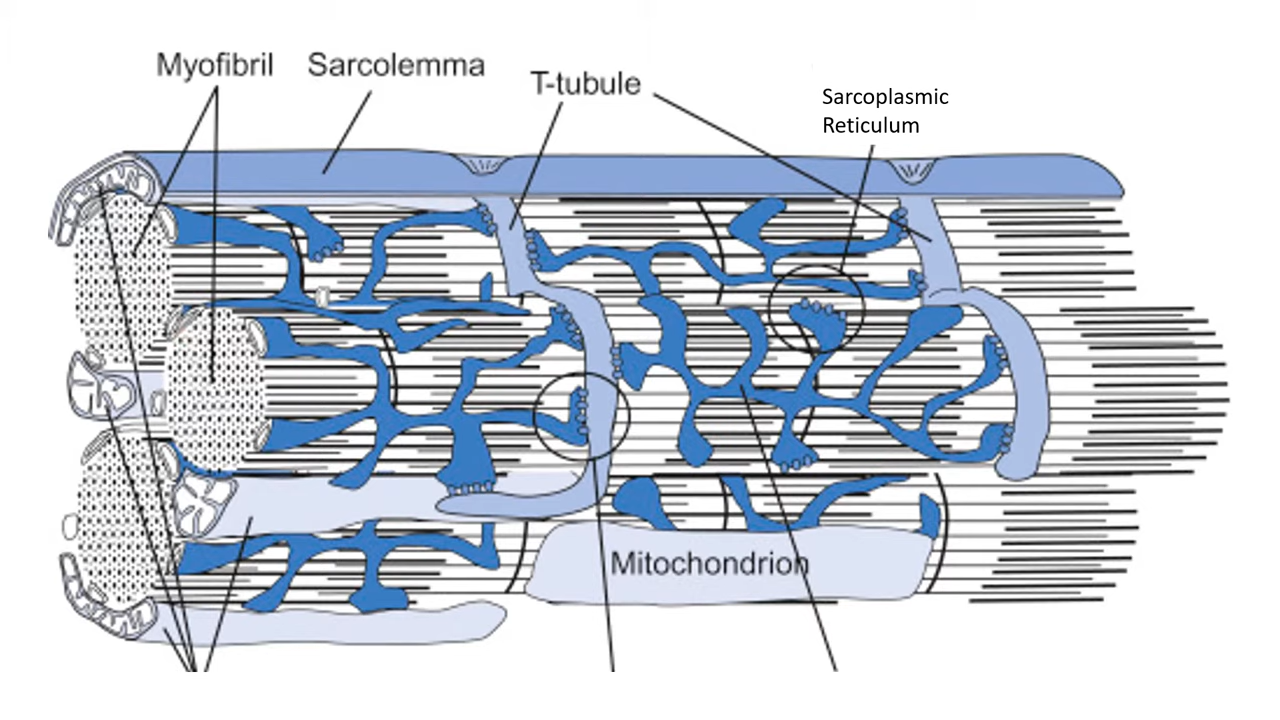 Myofibril
Sarcolemma
T-tubule
Sarcoplasmic
Reticulum
Mitochondrion